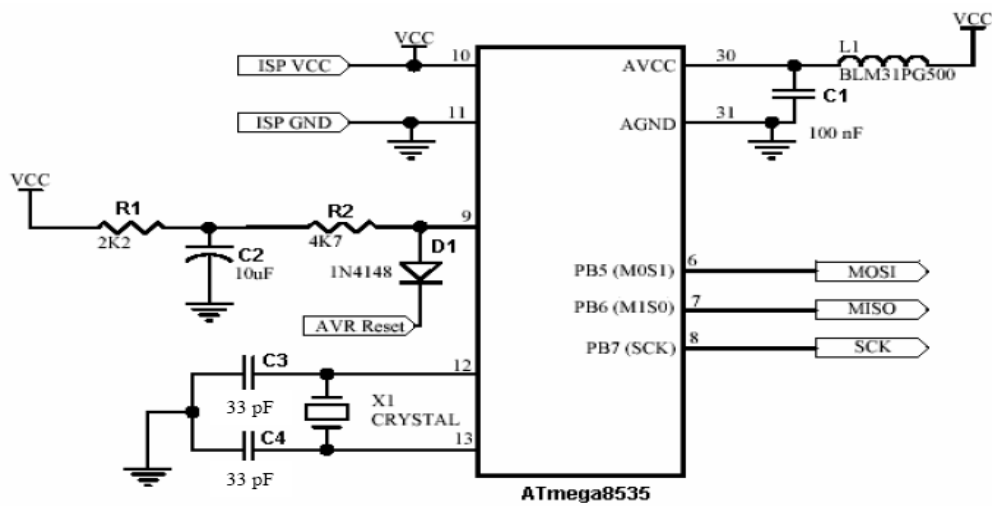 VCC
ISP VCC
10
ISP GND
11
VCC
R1
2K2
C2
10uF
R2
4K7
9
D1
1N4148
AVR Reset
C3
33 pF
12
X1
CRYSTAL
C4
33 pF
13
AVCC
30
L1
BLM31PG500
VCC
C1
100 nF
AGND
31
PB5 (M0S1)
6
MOSI
PB6 (M1S0)
7
MISO
PB7 (SCK)
8
SCK
ATmega8535